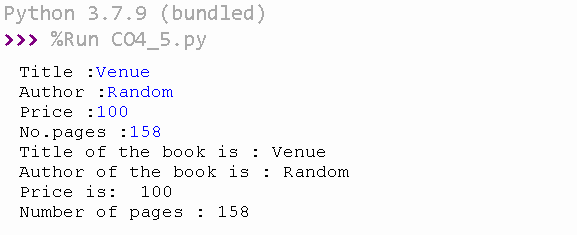 Python 3.7.9 (bundled)
>>> %Run CO4_5.py
Title :Venue
Author :Random
Price :100
No.pages :158
Title of the book is : Venue
Author of the book is : Random
Price is:  100
Number of pages : 158